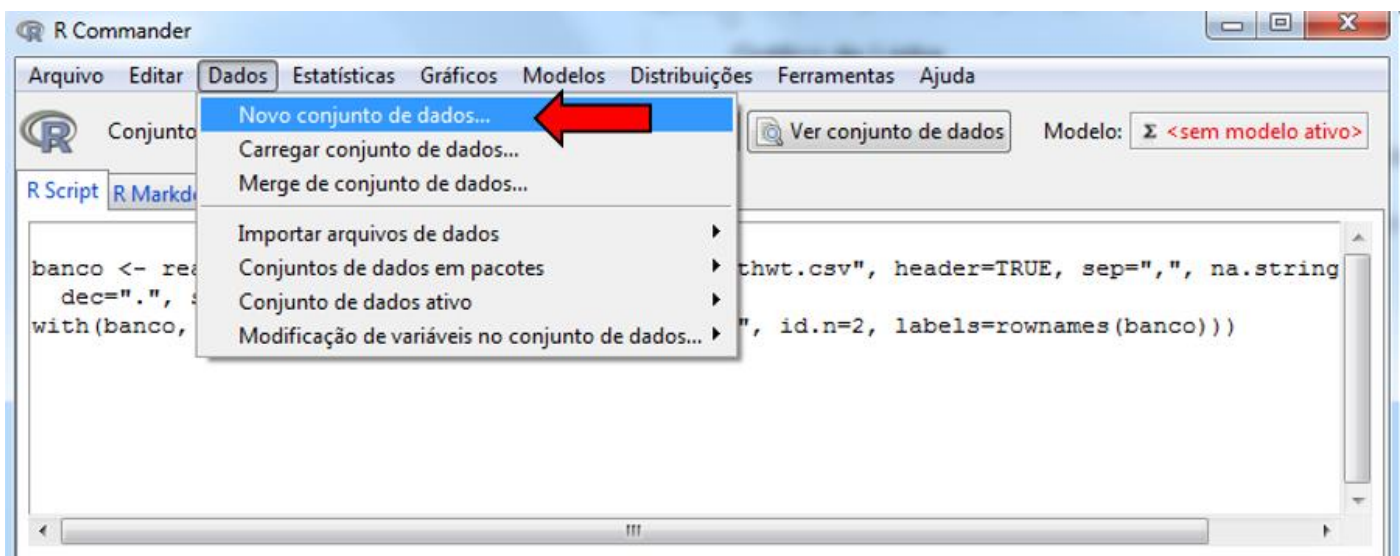 R Commander
Arquivo Editar Dados Estatísticas Gráficos Modelos Distribuições Ferramentas Ajuda
Conjunto Ver conjunto de dados Modelo: Σ <sem modelo ativo>
Novo conjunto de dados...
Carregar conjunto de dados...
Merge de conjunto de dados...
Importar arquivos de dados
Conjuntos de dados em pacotes
Conjunto de dados ativo
Modificação de variáveis no conjunto de dados...
R Script R Markd
banco <- rea thwt.csv", header=TRUE, sep=",", na.string
dec=".", s
with(banco, ", id.n=2, labels=rownames(banco)))